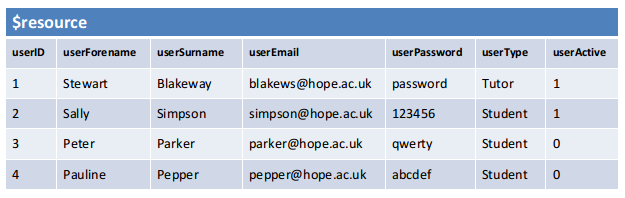 $resource
userID userForename userSurname userEmail userPassword userType userActive
1 Stewart Blakeway blakews@hope.ac.uk password Tutor 1
2 Sally Simpson simpson@hope.ac.uk 123456 Student 1
3 Peter Parker parker@hope.ac.uk qwerty Student 0
4 Pauline Pepper pepper@hope.ac.uk abcdef Student 0